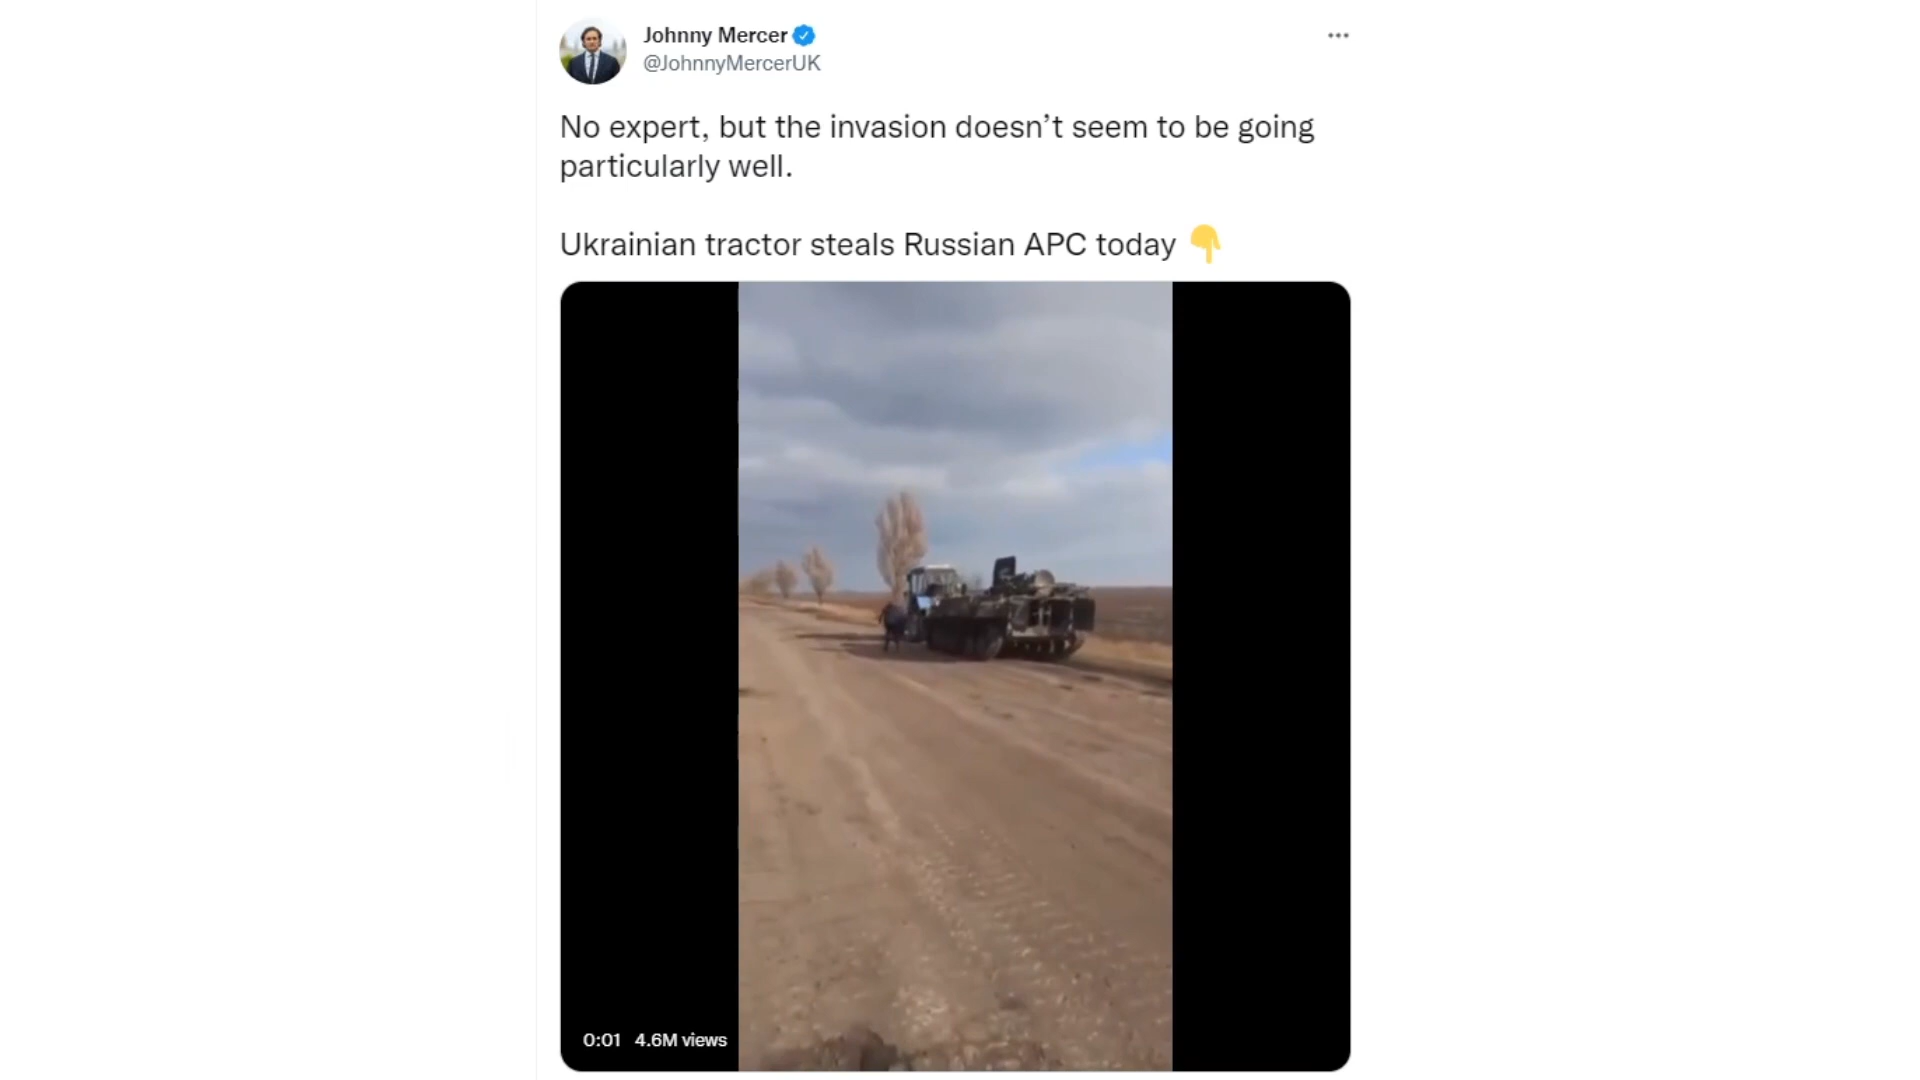 Johnny Mercer
@JohnnyMercerUK
No expert, but the invasion doesn’t seem to be going
particularly well.
Ukrainian tractor steals Russian APC today 👇
0:01 4.6M views